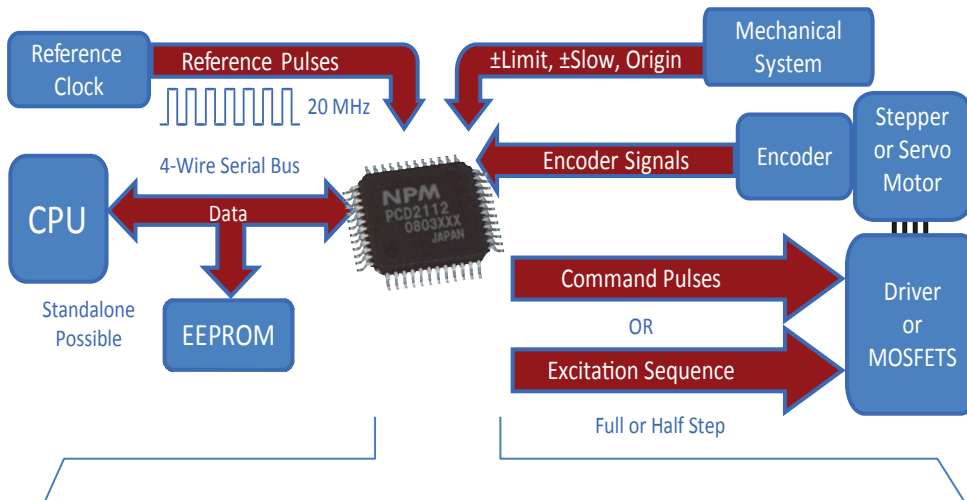 Reference
Clock
Reference Pulses
20 MHz
±Limit, ±Slow, Origin
Mechanical
System
4-Wire Serial Bus
CPU
Data
Standalone
Possible
EEPROM
NPM
PCD2112
0803XXX
JAPAN
Encoder Signals
Encoder
Stepper
or Servo
Motor
Command Pulses
OR
Excitation Sequence
Full or Half Step
Driver
or
MOSFETS